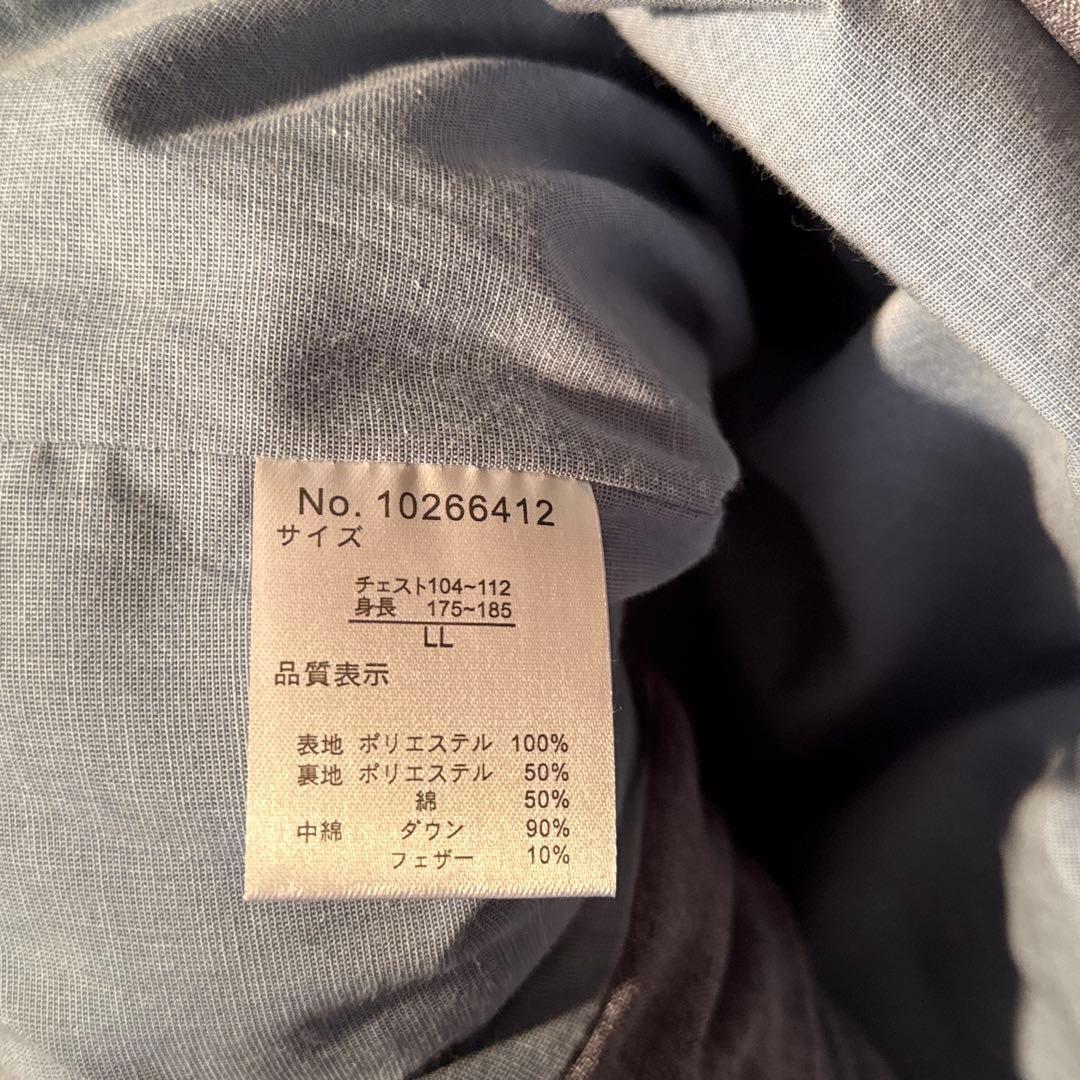 No. 10266412
サイズ
チェスト104~112
身長 175~185
LL
品質表示
表地 ポリエステル 100%
裏地 ポリエステル 50%
綿 50%
中綿 ダウン 90%
フェザー 10%